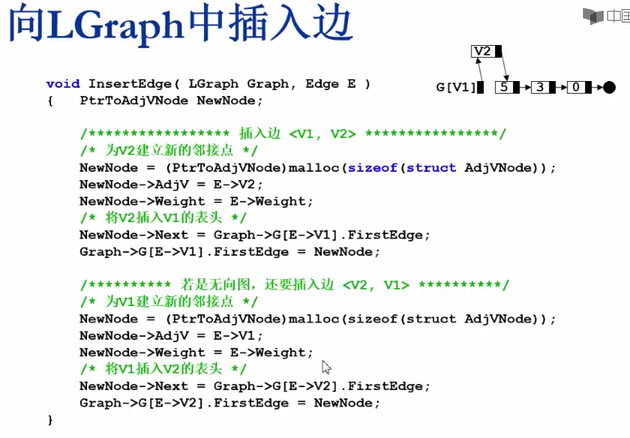 向LGraph中插入边
中国
V2
G[V1] 5 3 0
void InsertEdge( LGraph Graph, Edge E )
{ PtrToAdjVNode NewNode;
/***************** 插入边 <V1, V2> ****************/
/* 为V2建立新的邻接点 */
NewNode = (PtrToAdjVNode)malloc(sizeof(struct AdjVNode));
NewNode->AdjV = E->V2;
NewNode->Weight = E->Weight;
/* 将V2插入V1的表头 */
NewNode->Next = Graph->G[E->V1].FirstEdge;
Graph->G[E->V1].FirstEdge = NewNode;
/********** 若是无向图，还要插入边 <V2, V1> **********/
/* 为V1建立新的邻接点 */
NewNode = (PtrToAdjVNode)malloc(sizeof(struct AdjVNode));
NewNode->AdjV = E->V1;
NewNode->Weight = E->Weight;
/* 将V1插入V2的表头 */
NewNode->Next = Graph->G[E->V2].FirstEdge;
Graph->G[E->V2].FirstEdge = NewNode;
}